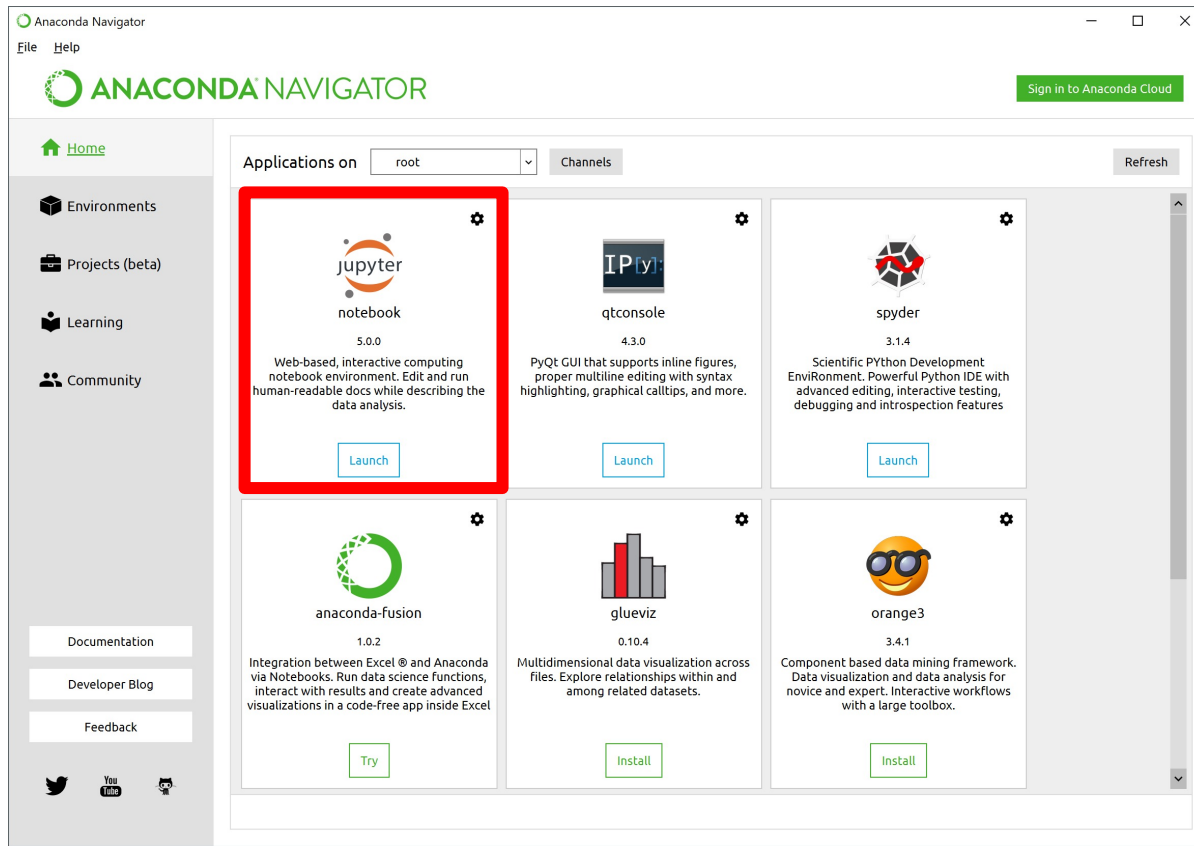 Anaconda Navigator
File Help
ANACONDA NAVIGATOR
Sign in to Anaconda Cloud
Home
Environments
Projects (beta)
Learning
Community
Documentation
Developer Blog
Feedback
You
Tube
Applications on root Channels Refresh
jupyter
notebook
5.0.0
Web-based, interactive computing
notebook environment. Edit and run
human-readable docs while describing the
data analysis.
Launch
IP[y]:
qtconsole
4.3.0
PyQt GUI that supports inline figures,
proper multiline editing with syntax
highlighting, graphical calltips, and more.
Launch
spyder
3.1.4
Scientific PYthon Development
EnviRonment. Powerful Python IDE with
advanced editing, interactive testing,
debugging and introspection features
Launch
anaconda-fusion
1.0.2
Integration between Excel ® and Anaconda
via Notebooks. Run data science functions,
interact with results and create advanced
visualizations in a code-free app inside Excel
Try
glueviz
0.10.4
Multidimensional data visualization across
files. Explore relationships within and
among related datasets.
Install
orange3
3.4.1
Component based data mining framework.
Data visualization and data analysis for
novice and expert. Interactive workflows
with a large toolbox.
Install